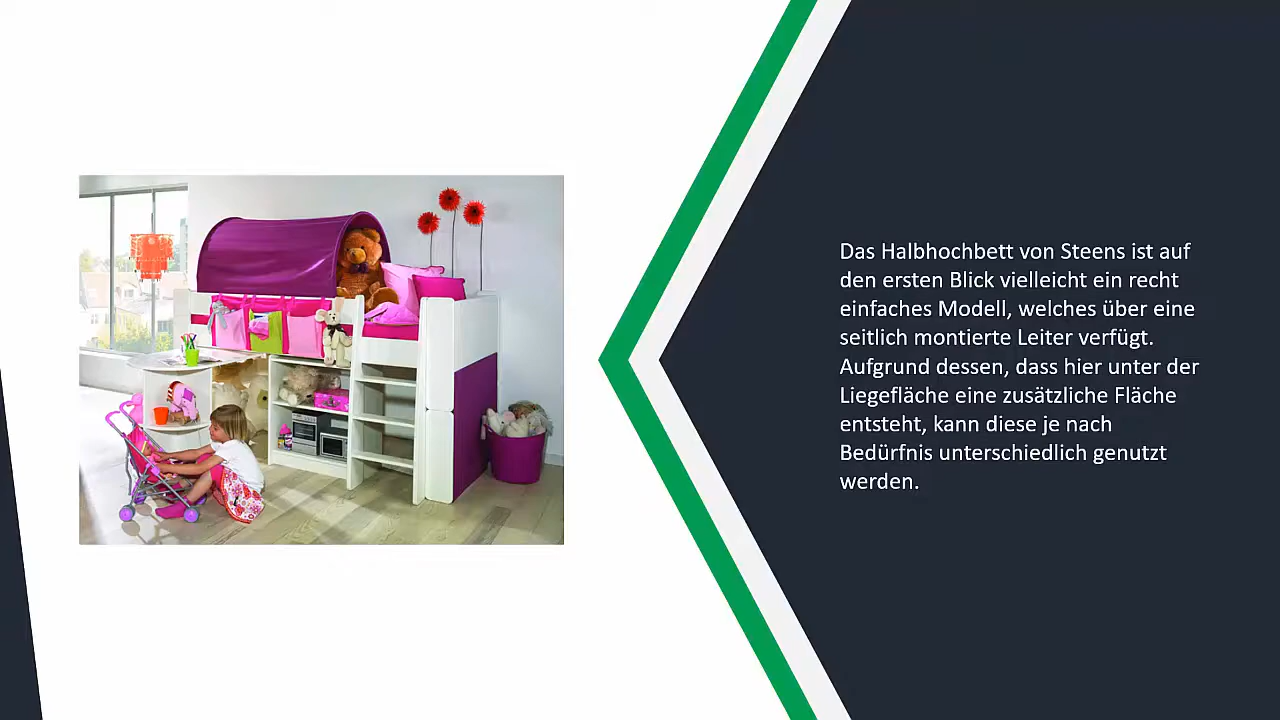 Das Halbhochbett von Steens ist auf
den ersten Blick vielleicht ein recht
einfaches Modell, welches über eine
seitlich montierte Leiter verfügt.
Aufgrund dessen, dass hier unter der
Liegefläche eine zusätzliche Fläche
entsteht, kann diese je nach
Bedürfnis unterschiedlich genutzt
werden.